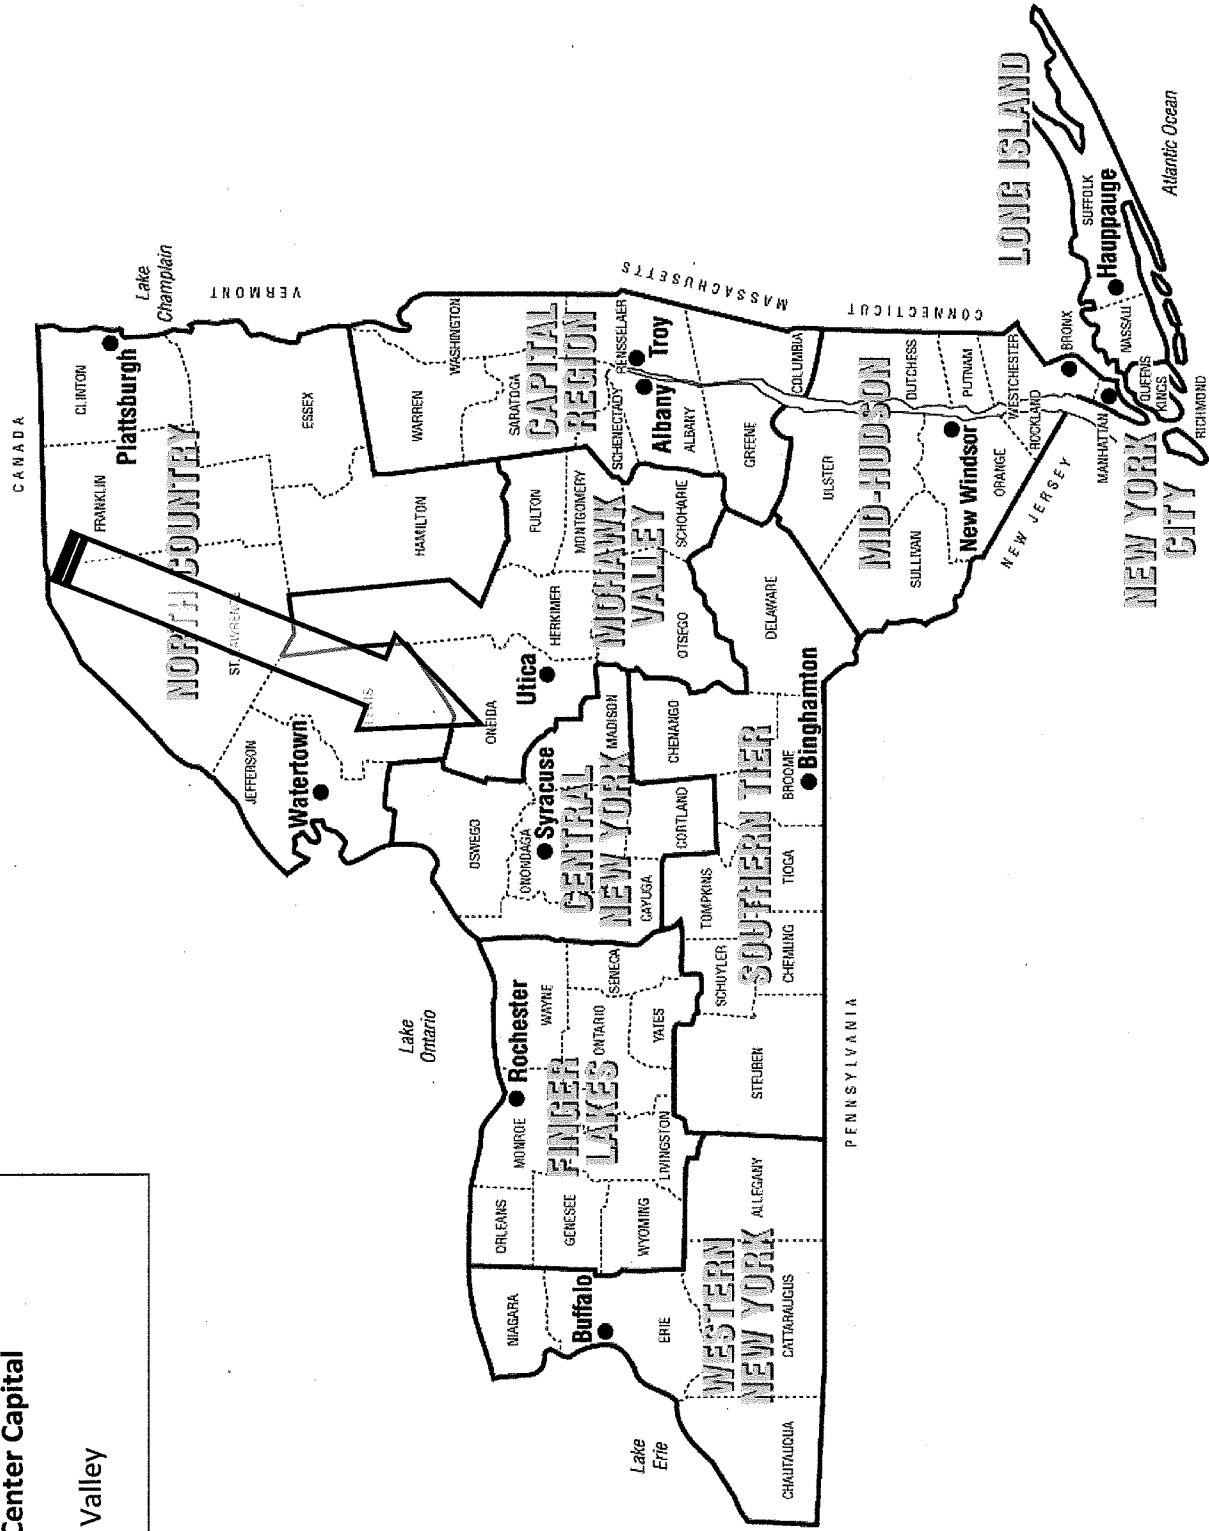 Center Capital
Valley
CANADA
Lake
Champlain
VERMONT
MASSACHUSETTS
CONNECTICUT
NEW JERSEY
PENNSYLVANIA
Lake
Ontario
Lake
Erie
Atlantic Ocean
NORTH COUNTRY
CLINTON
Plattsburgh
FRANKLIN
ESSEX
HAMILTON
ST. LAWRENCE
LEWIS
JEFFERSON
Watertown
CAPITAL
REGION
WARREN
WASHINGTON
SARATOGA
SCHENECTADY
RENSSELAER
Troy
Albany
ALBANY
GREENE
COLUMBIA
MOHAWK
VALLEY
FULTON
MONTGOMERY
HERKIMER
SCHOHARIE
OTSEGO
ONEIDA
Utica
CENTRAL
NEW YORK
OSWEGO
ONONDAGA
Syracuse
MADISON
CAYUGA
CORTLAND
FINGER
LAKES
Rochester
MONROE
WAYNE
ORLEANS
GENESEE
ONTARIO
SENECA
YATES
LIVINGSTON
WYOMING
SOUTHERN TIER
CHENANGO
DELAWARE
BROOME
Binghamton
TIOGA
TOMPKINS
CHEMUNG
SCHUYLER
STEUBEN
WESTERN
NEW YORK
NIAGARA
Buffalo
ERIE
CHAUTAUQUA
CATTARAUGUS
ALLEGANY
MID-HUDSON
ULSTER
DUTCHESS
SULLIVAN
New Windsor
ORANGE
PUTNAM
WESTCHESTER
ROCKLAND
NEW YORK
CITY
BRONX
MANHATTAN
QUEENS
KINGS
RICHMOND
LONG ISLAND
NASSAU
SUFFOLK
Hauppauge